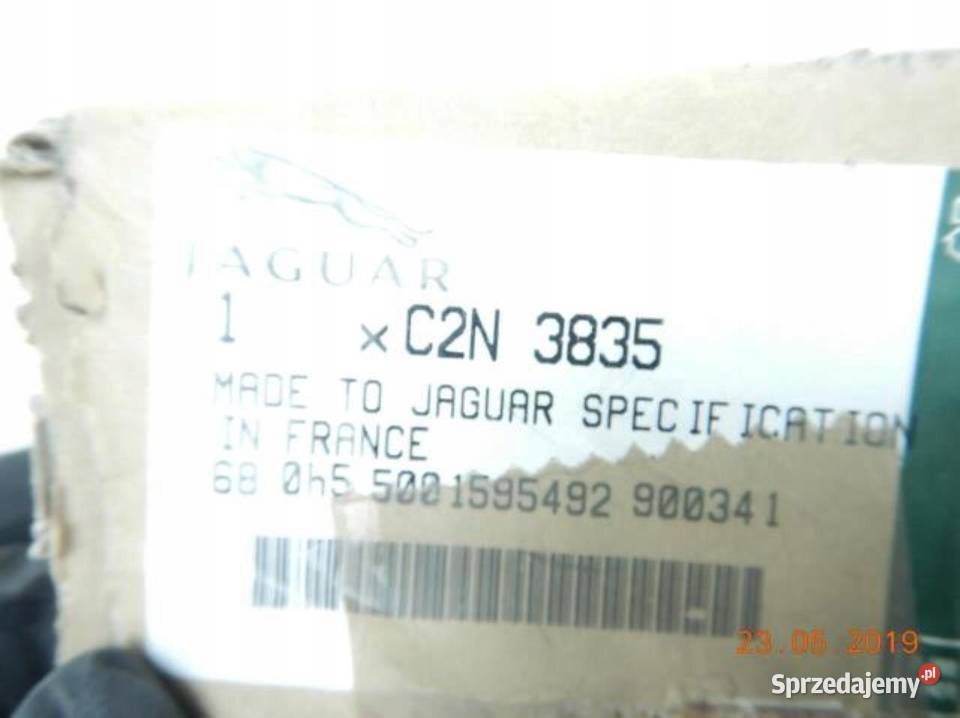 JAGUAR
1 x C2N 3835
MADE TO JAGUAR SPECIFICATION
IN FRANCE
68 0h5 5001595492 900341
23.06.2019
Sprzedajemy.pl